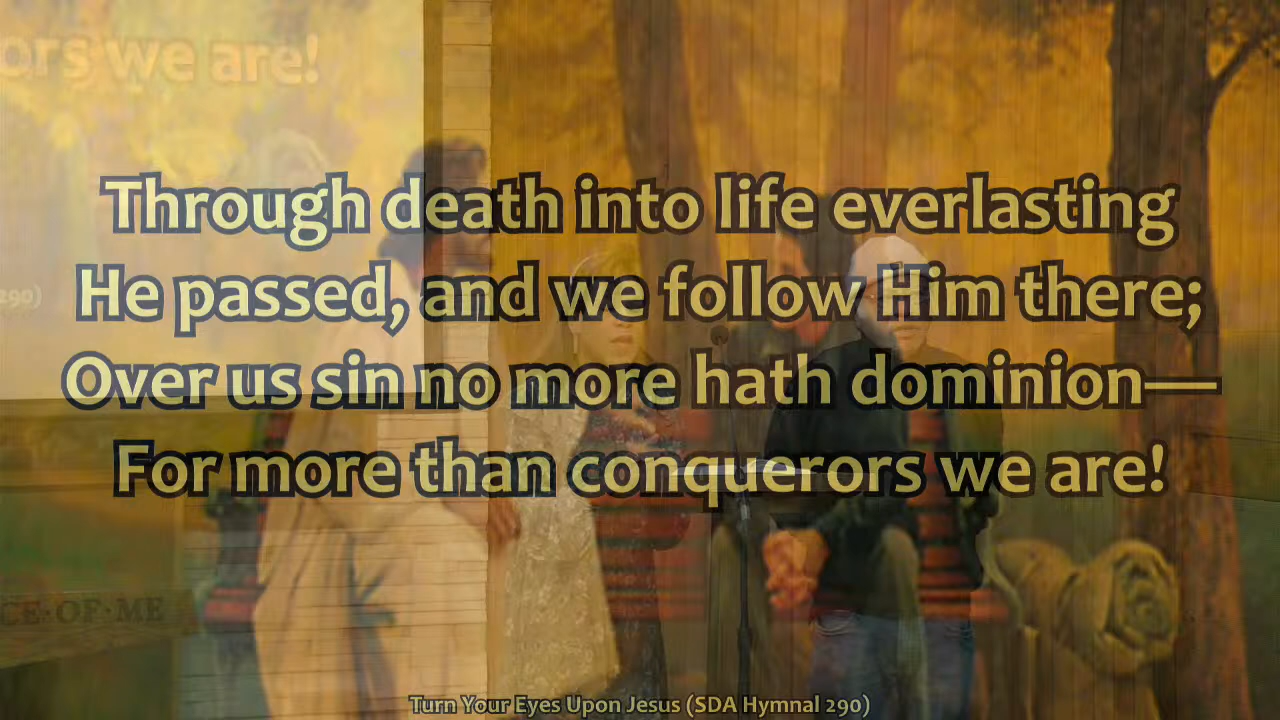 ors we are!
Through death into life everlasting
He passed, and we follow Him there;
290)
Over us sin no more hath dominion—
For more than conquerors we are!
CE·OF·ME
Turn Your Eyes Upon Jesus (SDA Hymnal 290)